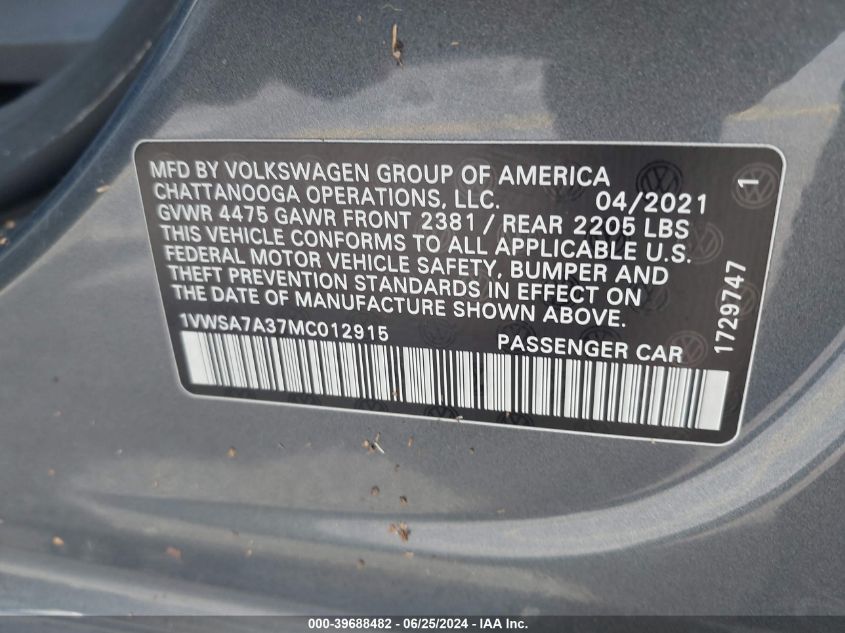 MFD BY VOLKSWAGEN GROUP OF AMERICA
CHATTANOOGA OPERATIONS, LLC. 04/2021
GVWR 4475 GAWR FRONT 2381 / REAR 2205 LBS
THIS VEHICLE CONFORMS TO ALL APPLICABLE U.S.
FEDERAL MOTOR VEHICLE SAFETY, BUMPER AND
THEFT PREVENTION STANDARDS IN EFFECT ON
THE DATE OF MANUFACTURE SHOWN ABOVE.
1VWSA7A37MC012915 PASSENGER CAR
1729747 1
000-39688482 - 06/25/2024 - IAA Inc.